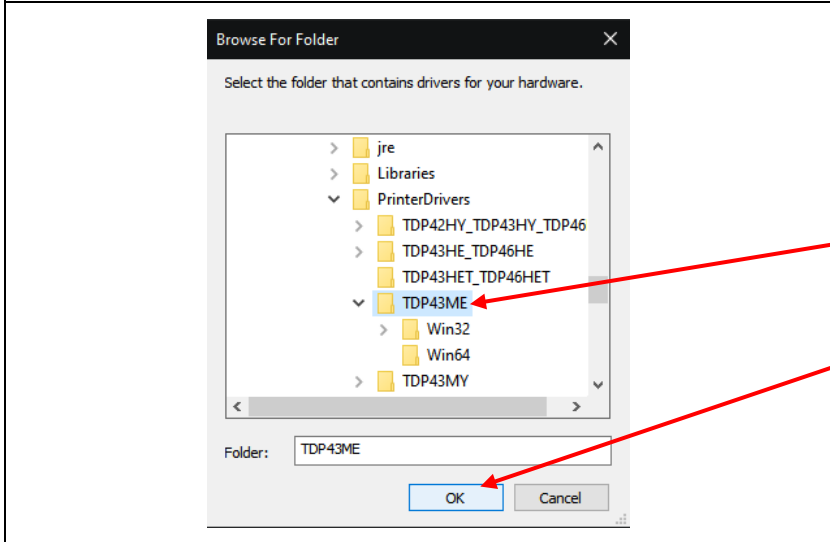 Browse For Folder
Select the folder that contains drivers for your hardware.
jre
Libraries
PrinterDrivers
TDP42HY_TDP43HY_TDP46
TDP43HE_TDP46HE
TDP43HET_TDP46HET
TDP43ME
Win32
Win64
TDP43MY
Folder: TDP43ME
OK Cancel